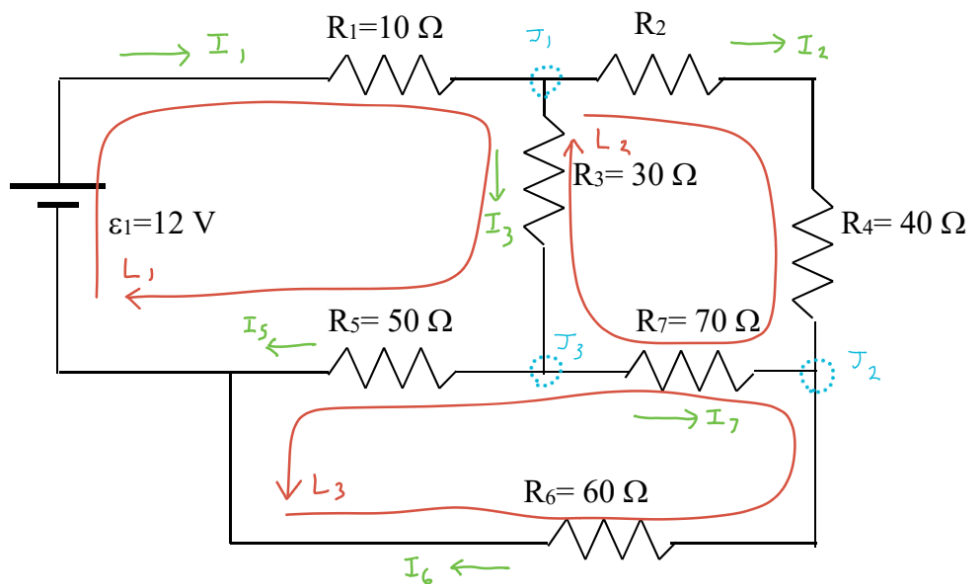 R₁=10 Ω
J₁
R₂
I₁
I₂
L₂
R₃= 30 Ω
I₃
ε₁=12 V
R₄= 40 Ω
L₁
I₅
R₅= 50 Ω
R₇= 70 Ω
J₃
J₂
I₇
L₃
R₆= 60 Ω
I₆